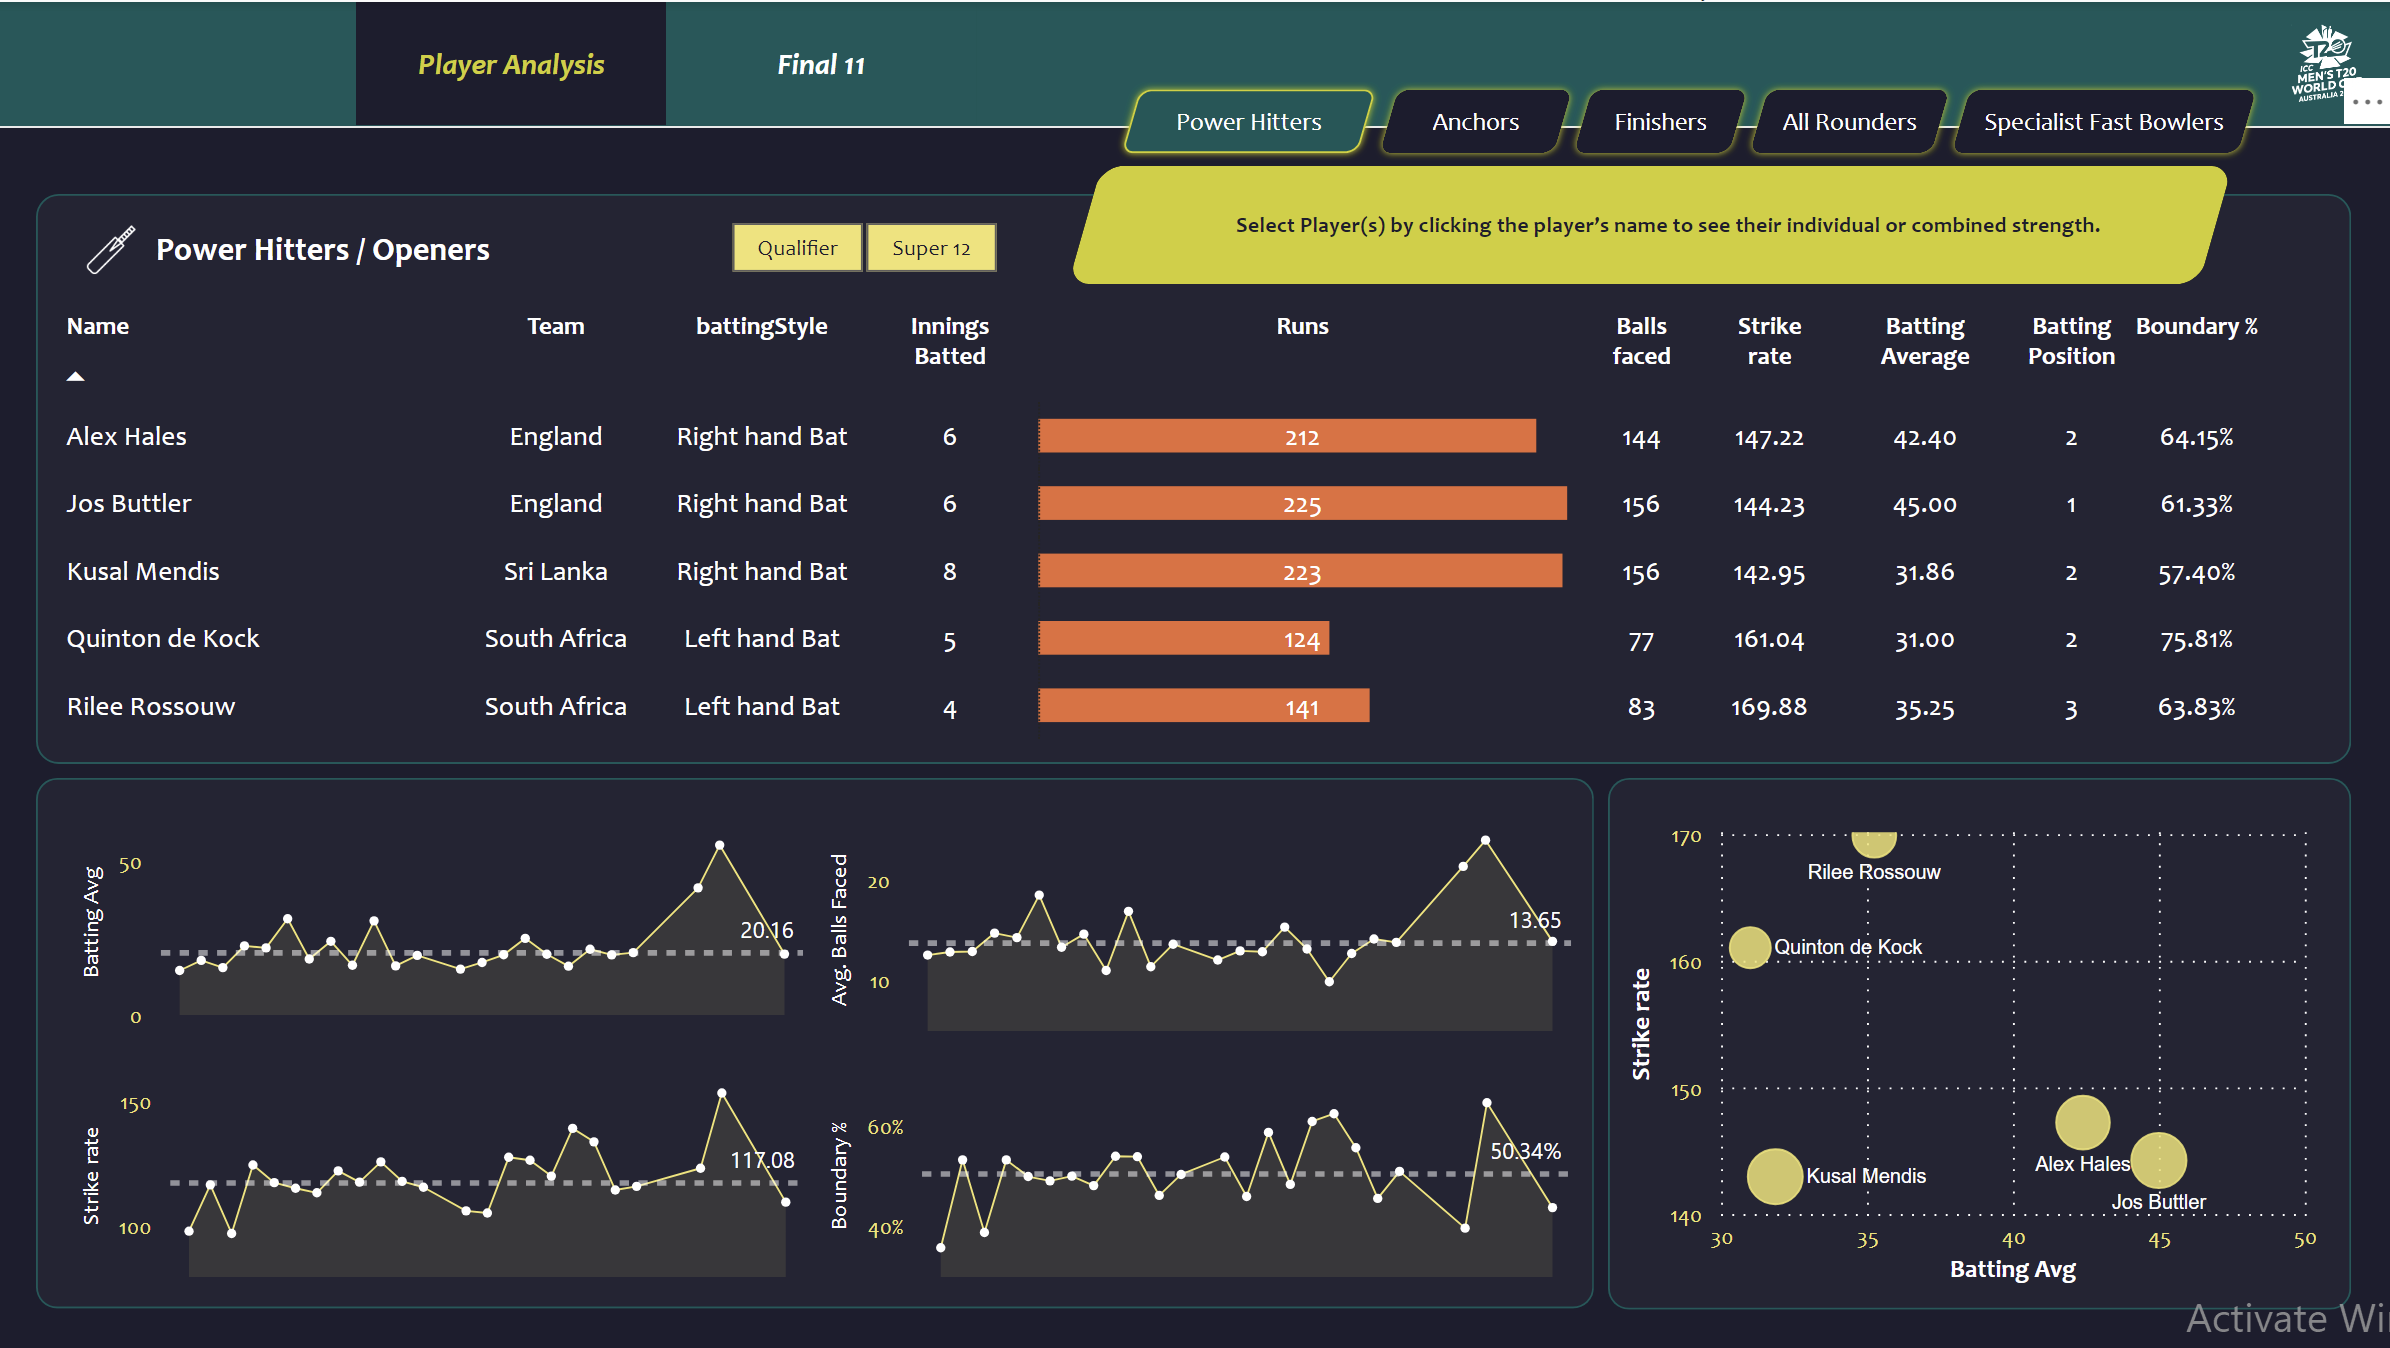 Player Analysis
Final 11
ICC
MEN'S T20
WORLD
AUSTRALIA
Power Hitters
Anchors
Finishers
All Rounders
Specialist Fast Bowlers
Select Player(s) by clicking the player's name to see their individual or combined strength.
Power Hitters / Openers
Qualifier
Super 12
Name Team battingStyle Innings Batted Runs Balls faced Strike rate Batting Average Batting Position Boundary %
Alex Hales England Right hand Bat 6 212 144 147.22 42.40 2 64.15%
Jos Buttler England Right hand Bat 6 225 156 144.23 45.00 1 61.33%
Kusal Mendis Sri Lanka Right hand Bat 8 223 156 142.95 31.86 2 57.40%
Quinton de Kock South Africa Left hand Bat 5 124 77 161.04 31.00 2 75.81%
Rilee Rossouw South Africa Left hand Bat 4 141 83 169.88 35.25 3 63.83%
Batting Avg
50
0
20.16
Avg. Balls Faced
20
10
13.65
Strike rate
150
100
117.08
Boundary %
60%
40%
50.34%
Strike rate
170
160
150
140
Rilee Rossouw
Quinton de Kock
Alex Hales
Kusal Mendis
Jos Buttler
30 35 40 45 50
Batting Avg
Activate Wi